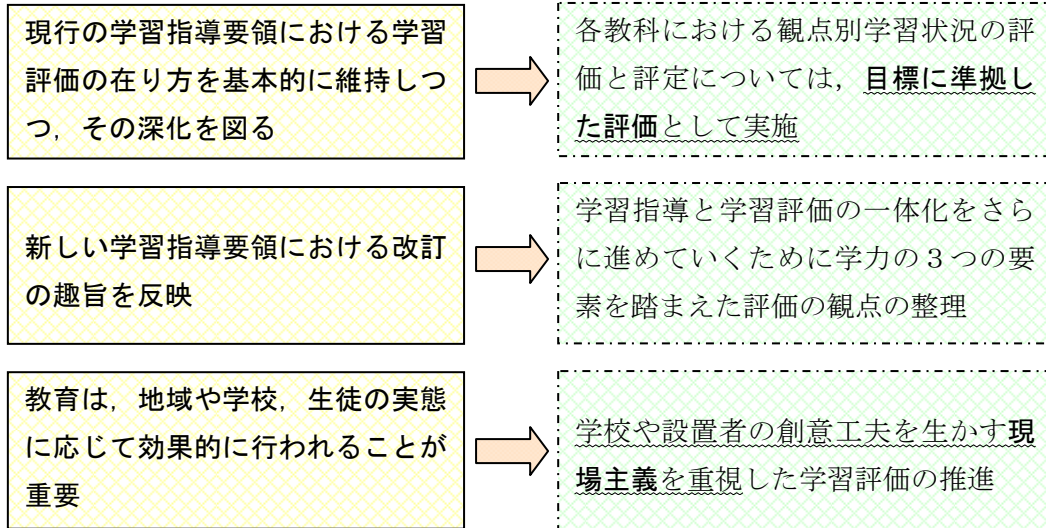 現行の学習指導要領における学習
評価の在り方を基本的に維持しつ
つ，その深化を図る
各教科における観点別学習状況の評
価と評定については，目標に準拠し
た評価として実施
新しい学習指導要領における改訂
の趣旨を反映
学習指導と学習評価の一体化をさら
に進めていくために学力の３つの要
素を踏まえた評価の観点の整理
教育は，地域や学校，生徒の実態
に応じて効果的に行われることが
重要
学校や設置者の創意工夫を生かす現
場主義を重視した学習評価の推進